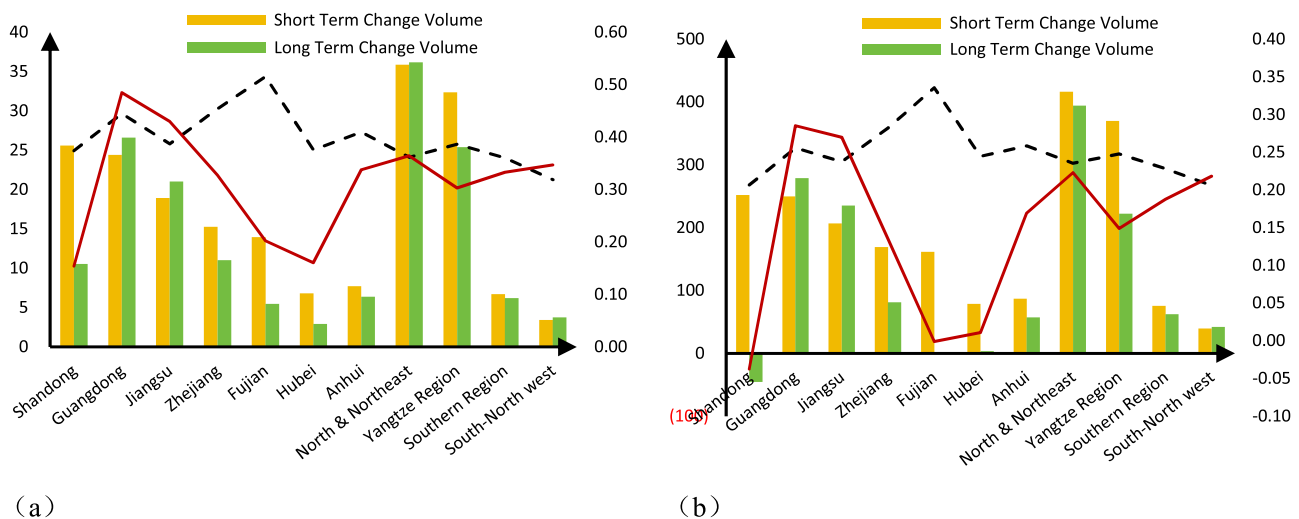 Short Term Change Volume
Long Term Change Volume
40
35
30
25
20
15
10
5
0
0.60
0.50
0.40
0.30
0.20
0.10
0.00
Shandong
Guangdong
Jiangsu
Zhejiang
Fujian
Hubei
Anhui
North & Northeast
Yangtze Region
Southern Region
South-North west
(a)
Short Term Change Volume
Long Term Change Volume
500
400
300
200
100
0
(100)
0.40
0.35
0.30
0.25
0.20
0.15
0.10
0.05
0.00
-0.05
-0.10
Shandong
Guangdong
Jiangsu
Zhejiang
Fujian
Hubei
Anhui
North & Northeast
Yangtze Region
Southern Region
South-North west
(b)